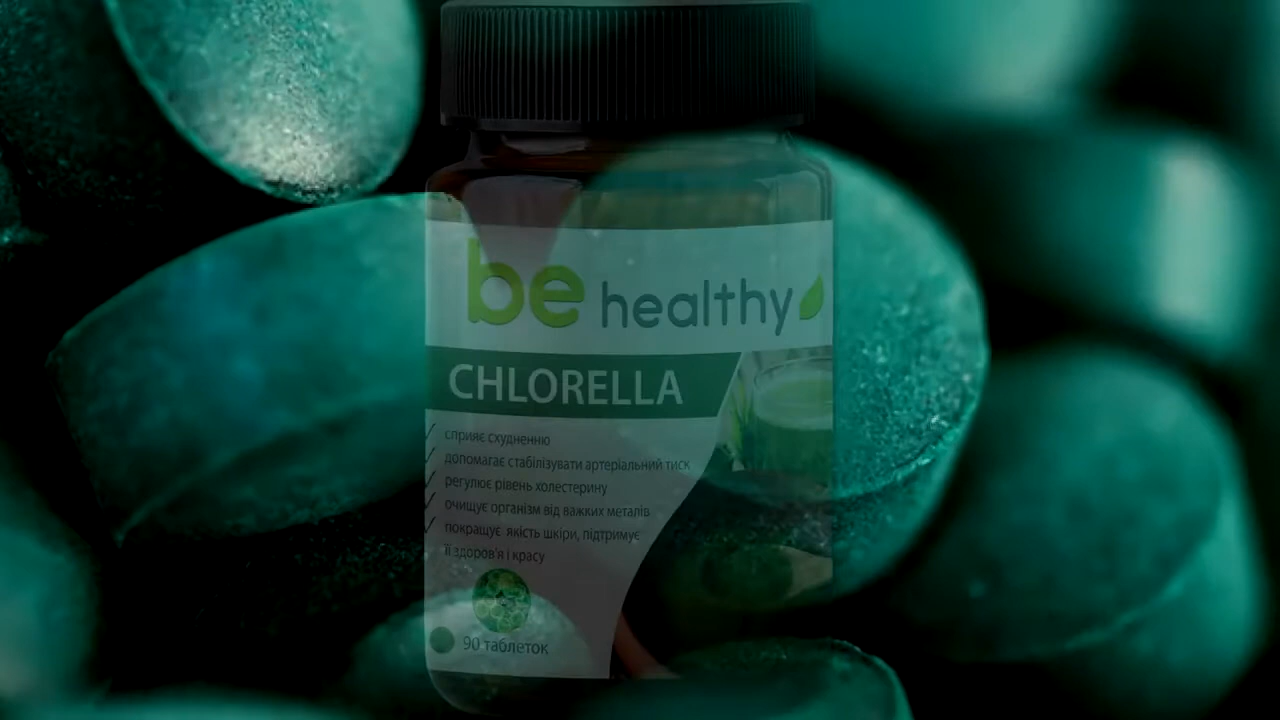 be healthy
CHLORELLA
✓ сприяє схудненню
✓ допомагає стабілізувати артеріальний тиск
✓ регулює рівень холестерину
✓ очищує організм від важких металів
✓ покращує якість шкіри, підтримує
її здоров'я і красу
90 таблеток